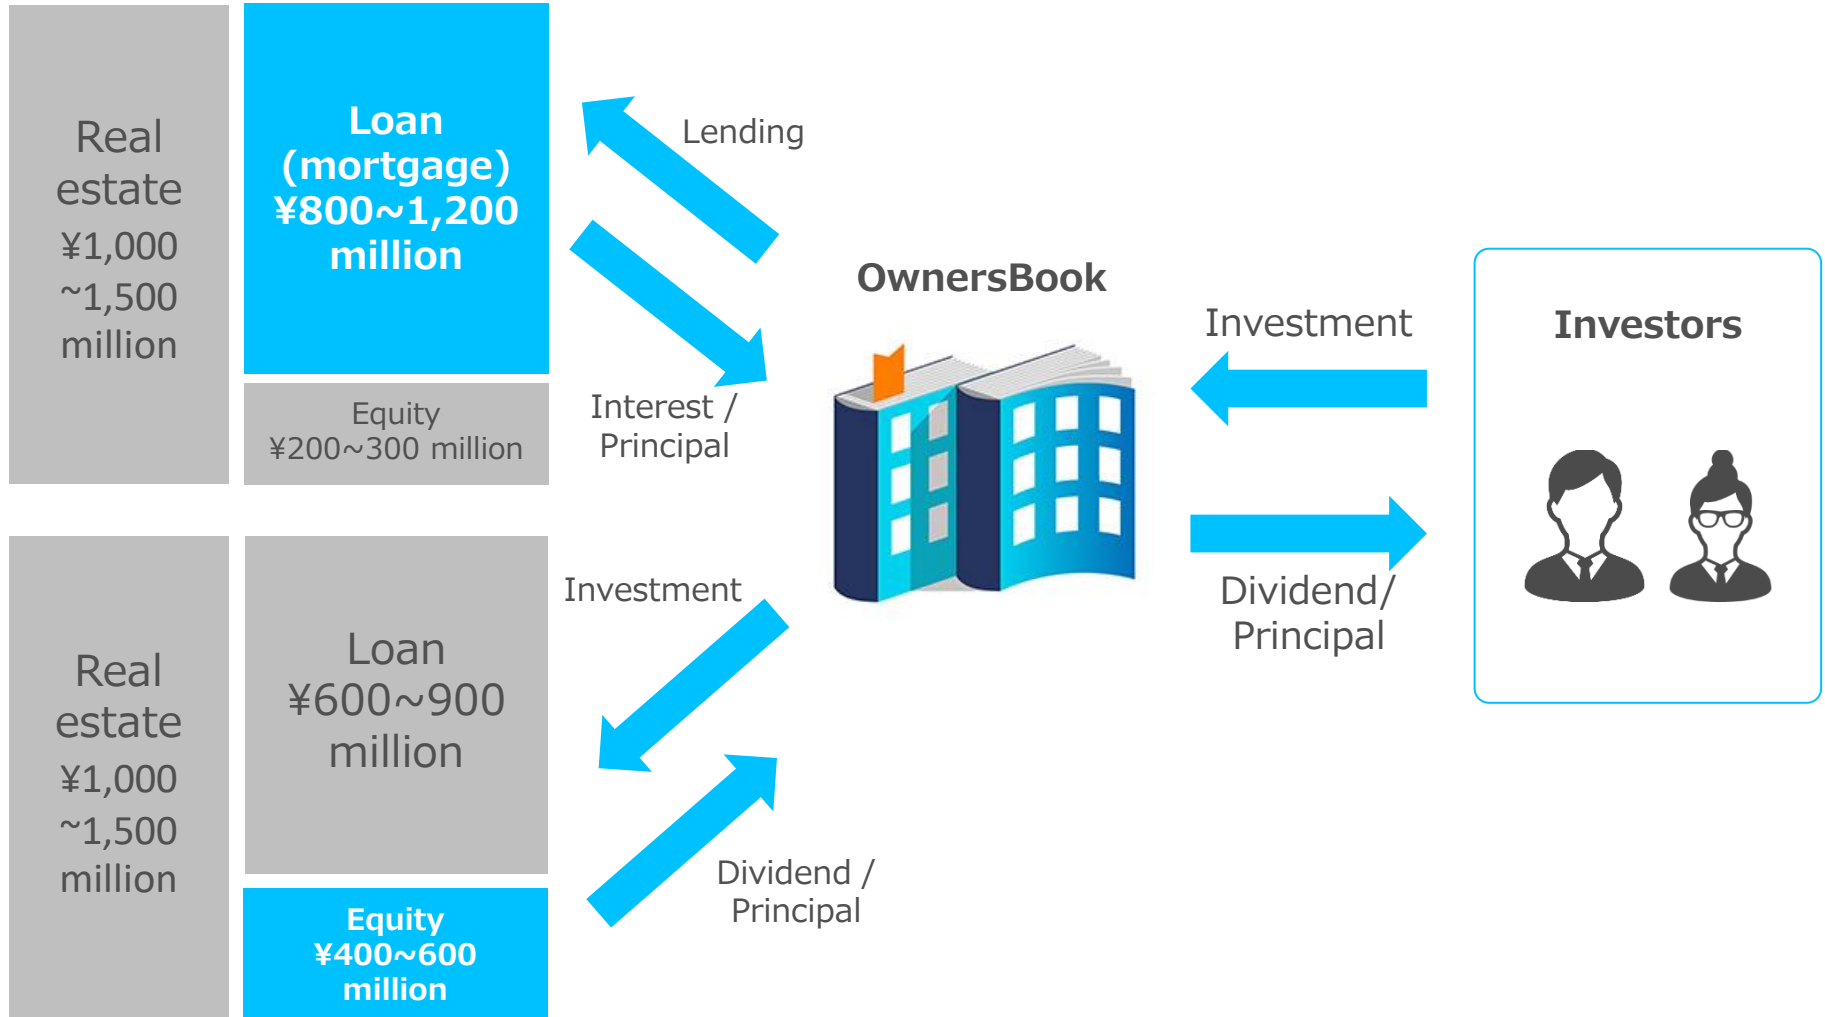 Real
estate
¥1,000
~1,500
million
Loan
(mortgage)
¥800~1,200
million
Equity
¥200~300 million
Lending
Interest /
Principal
OwnersBook
Investment
Investors
Dividend/
Principal
Real
estate
¥1,000
~1,500
million
Loan
¥600~900
million
Equity
¥400~600
million
Investment
Dividend /
Principal